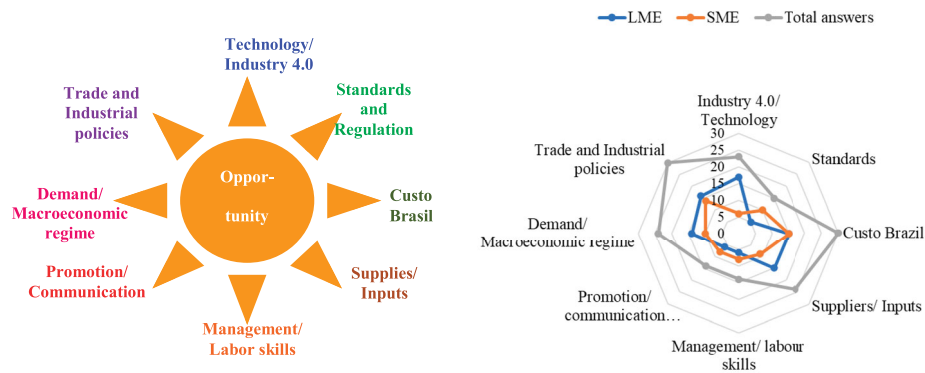 Technology/
Industry 4.0
Standards
and
Regulation
Custo
Brasil
Supplies/
Inputs
Management/
Labor skills
Promotion/
Communication
Demand/
Macroeconomic
regime
Trade and
Industrial
policies
Oppor-
tunity
LME SME Total answers
Industry 4.0/
Technology
Standards
Custo Brazil
Suppliers/ Inputs
Management/ labour
skills
Promotion/
communication…
Demand/
Macroeconomic regime
Trade and Industrial
policies
30
25
20
15
10
5
0